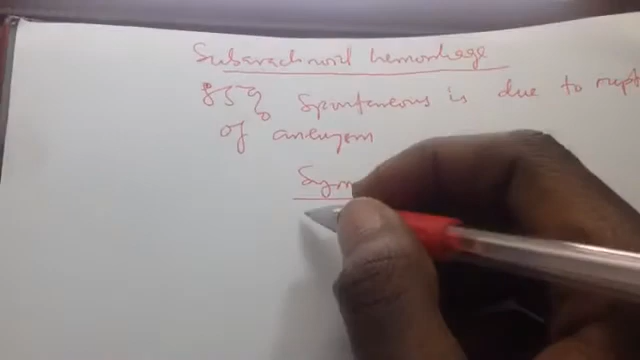 Subarachnoid hemorrhage
85% Spontaneous is due to rupt
of aneurysm
Sym